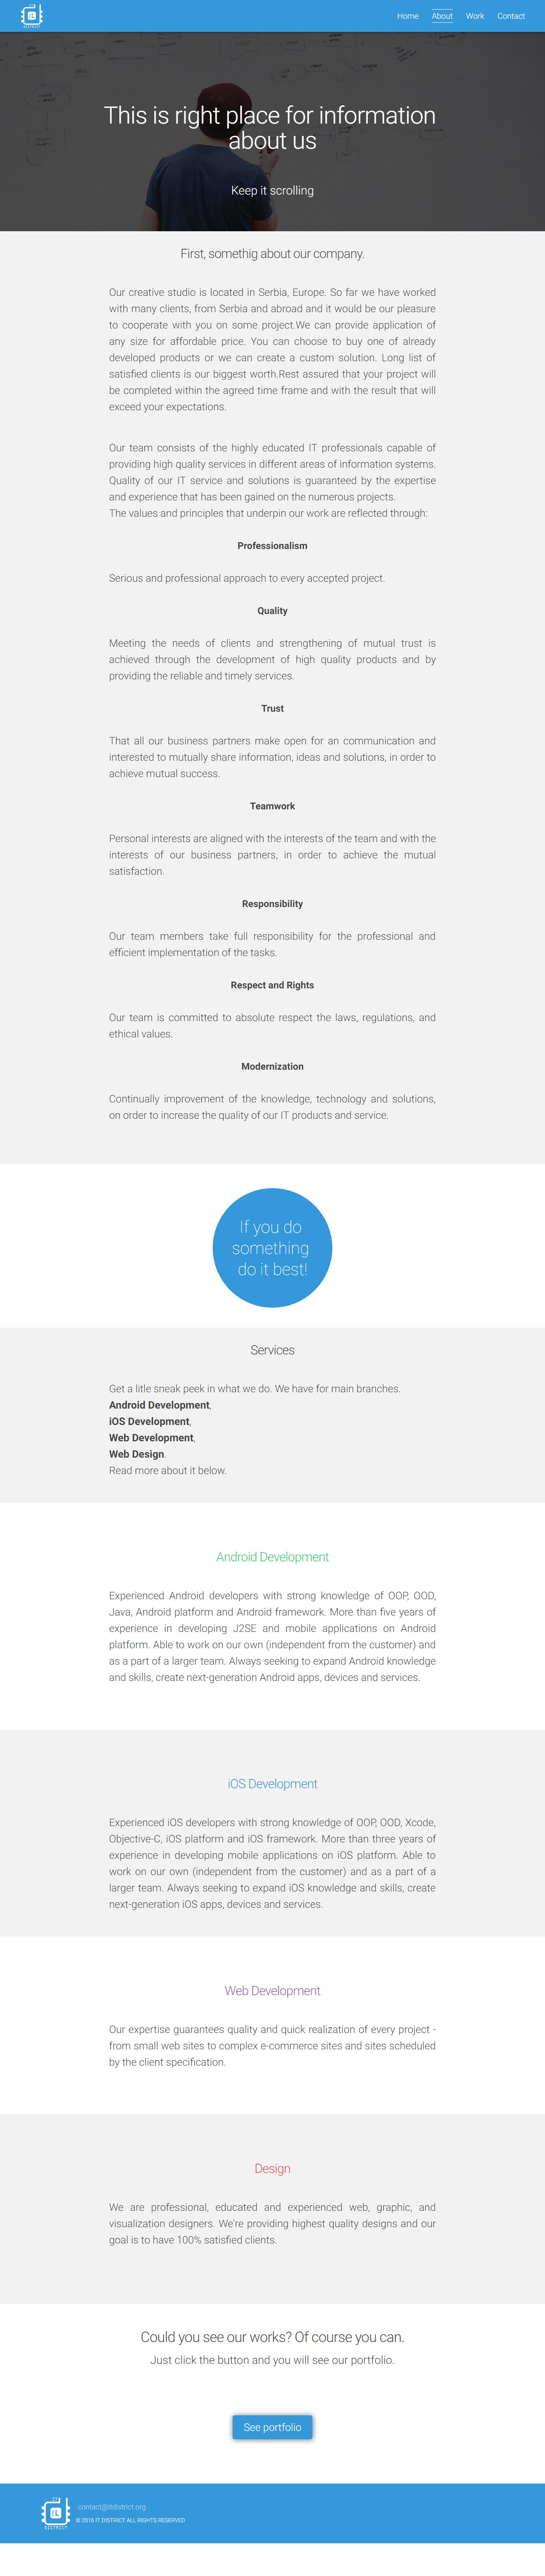 IT
DISTRICT
Home About Work Contact
This is right place for information
about us
Keep it scrolling
First, somethig about our company.
Our creative studio is located in Serbia, Europe. So far we have worked
with many clients, from Serbia and abroad and it would be our pleasure
to cooperate with you on some project.We can provide application of
any size for affordable price. You can choose to buy one of already
developed products or we can create a custom solution. Long list of
satisfied clients is our biggest worth.Rest assured that your project will
be completed within the agreed time frame and with the result that will
exceed your expectations.
Our team consists of the highly educated IT professionals capable of
providing high quality services in different areas of information systems.
Quality of our IT service and solutions is guaranteed by the expertise
and experience that has been gained on the numerous projects.
The values and principles that underpin our work are reflected through:
Professionalism
Serious and professional approach to every accepted project.
Quality
Meeting the needs of clients and strengthening of mutual trust is
achieved through the development of high quality products and by
providing the reliable and timely services.
Trust
That all our business partners make open for an communication and
interested to mutually share information, ideas and solutions, in order to
achieve mutual success.
Teamwork
Personal interests are aligned with the interests of the team and with the
interests of our business partners, in order to achieve the mutual
satisfaction.
Responsibility
Our team members take full responsibility for the professional and
efficient implementation of the tasks.
Respect and Rights
Our team is committed to absolute respect the laws, regulations, and
ethical values.
Modernization
Continually improvement of the knowledge, technology and solutions,
on order to increase the quality of our IT products and service.
If you do
something
do it best!
Services
Get a litle sneak peek in what we do. We have for main branches.
Android Development,
iOS Development,
Web Development,
Web Design.
Read more about it below.
Android Development
Experienced Android developers with strong knowledge of OOP, OOD,
Java, Android platform and Android framework. More than five years of
experience in developing J2SE and mobile applications on Android
platform. Able to work on our own (independent from the customer) and
as a part of a larger team. Always seeking to expand Android knowledge
and skills, create next-generation Android apps, devices and services.
iOS Development
Experienced iOS developers with strong knowledge of OOP, OOD, Xcode,
Objective-C, iOS platform and iOS framework. More than three years of
experience in developing mobile applications on iOS platform. Able to
work on our own (independent from the customer) and as a part of a
larger team. Always seeking to expand iOS knowledge and skills, create
next-generation iOS apps, devices and services.
Web Development
Our expertise guarantees quality and quick realization of every project -
from small web sites to complex e-commerce sites and sites scheduled
by the client specification.
Design
We are professional, educated and experienced web, graphic, and
visualization designers. We're providing highest quality designs and our
goal is to have 100% satisfied clients.
Could you see our works? Of course you can.
Just click the button and you will see our portfolio.
See portfolio
IT
DISTRICT
contact@itdistrict.org
© 2016 IT DISTRICT ALL RIGHTS RESERVED